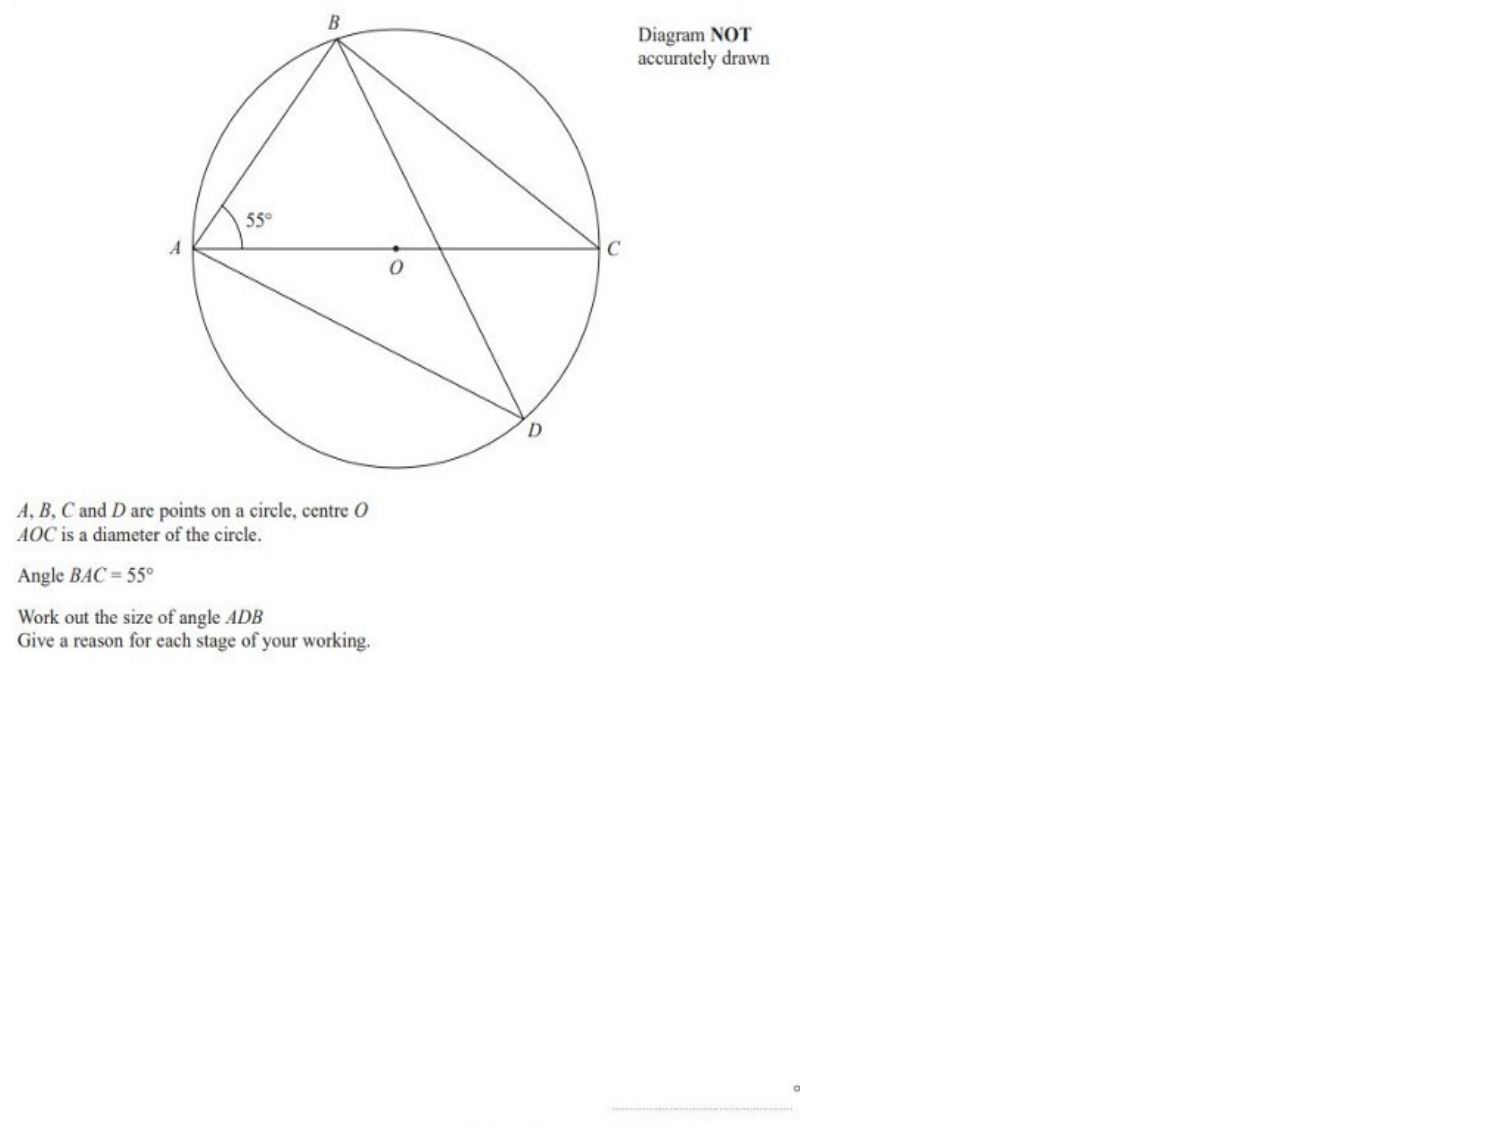 B
Diagram NOT
accurately drawn
55°
A
O
C
D
A, B, C and D are points on a circle, centre O
AOC is a diameter of the circle.
Angle BAC = 55°
Work out the size of angle ADB
Give a reason for each stage of your working.
°